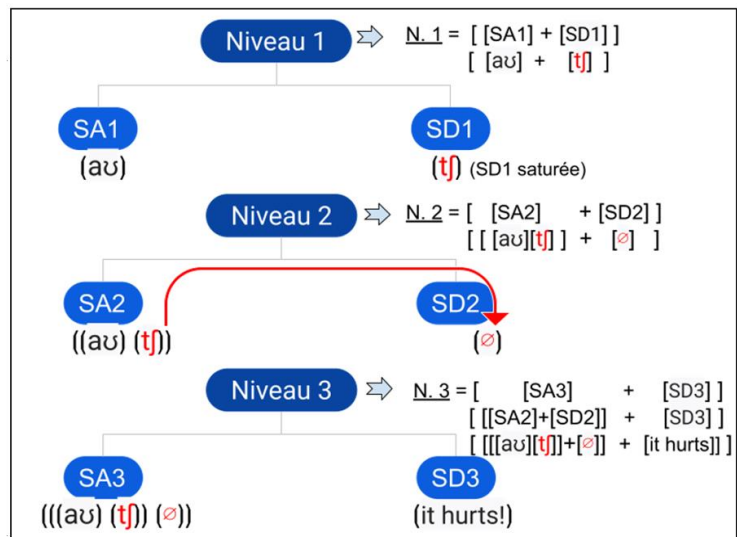 Niveau 1 N. 1 = [ [SA1] + [SD1] ]
[ [aʊ] + [tʃ] ]
SA1 SD1
(aʊ) (tʃ) (SD1 saturée)
Niveau 2 N. 2 = [ [SA2] + [SD2] ]
[ [ [aʊ][tʃ] ] + [∅] ]
SA2 SD2
((aʊ) (tʃ)) (∅)
Niveau 3 N. 3 = [ [SA3] + [SD3] ]
[ [[SA2]+[SD2]] + [SD3] ]
[ [[[aʊ][tʃ]]+[∅]] + [it hurts]] ]
SA3 SD3
(((aʊ) (tʃ)) (∅)) (it hurts!)